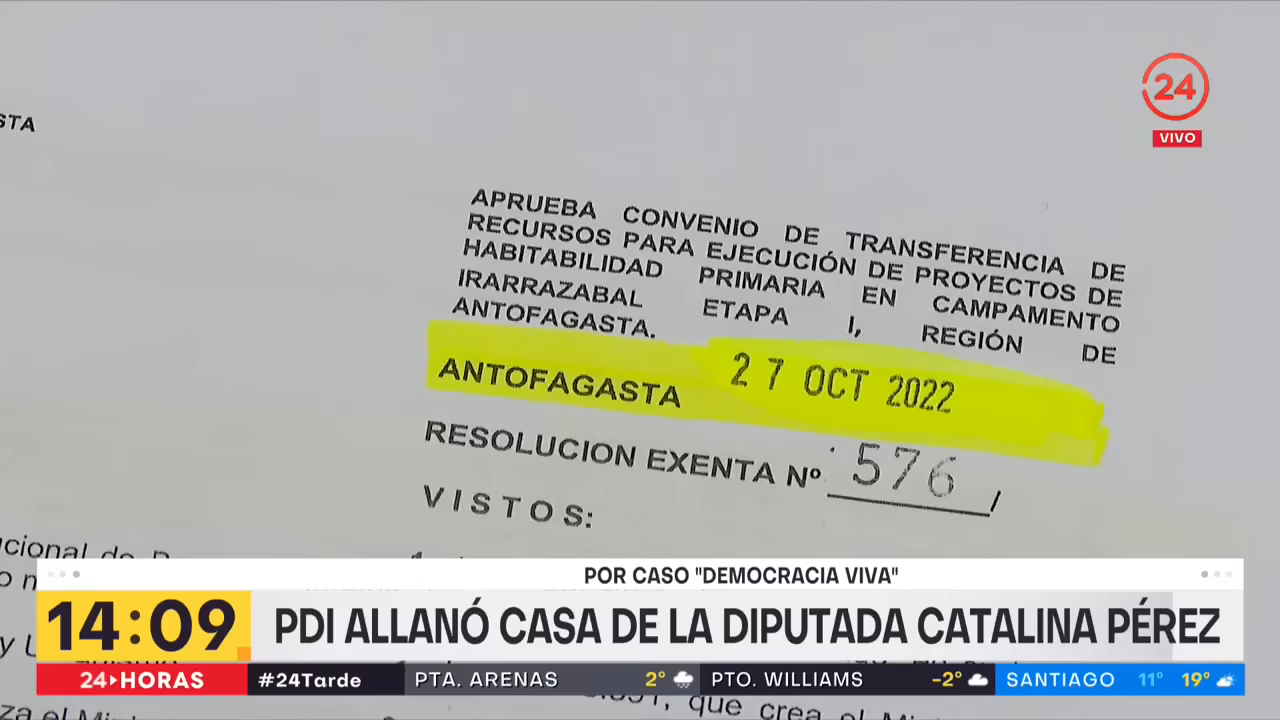 24
VIVO
STA
APRUEBA CONVENIO DE TRANSFERENCIA DE
RECURSOS PARA EJECUCIÓN DE PROYECTOS DE
HABITABILIDAD PRIMARIA EN CAMPAMENTO
IRARRAZABAL ETAPA I, REGIÓN DE
ANTOFAGASTA.
ANTOFAGASTA 27 OCT 2022
RESOLUCION EXENTA Nº 576 /
VISTOS:
cional de
POR CASO "DEMOCRACIA VIVA"
14:09 PDI ALLANÓ CASA DE LA DIPUTADA CATALINA PÉREZ
24 HORAS #24Tarde PTA. ARENAS 2° PTO. WILLIAMS -2° SANTIAGO 11° 19°
que crea el